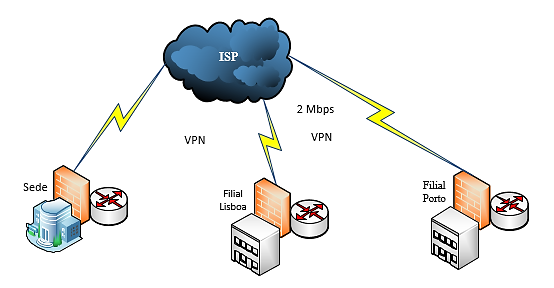 ISP
2 Mbps
VPN
VPN
Sede
Filial
Lisboa
Filial
Porto